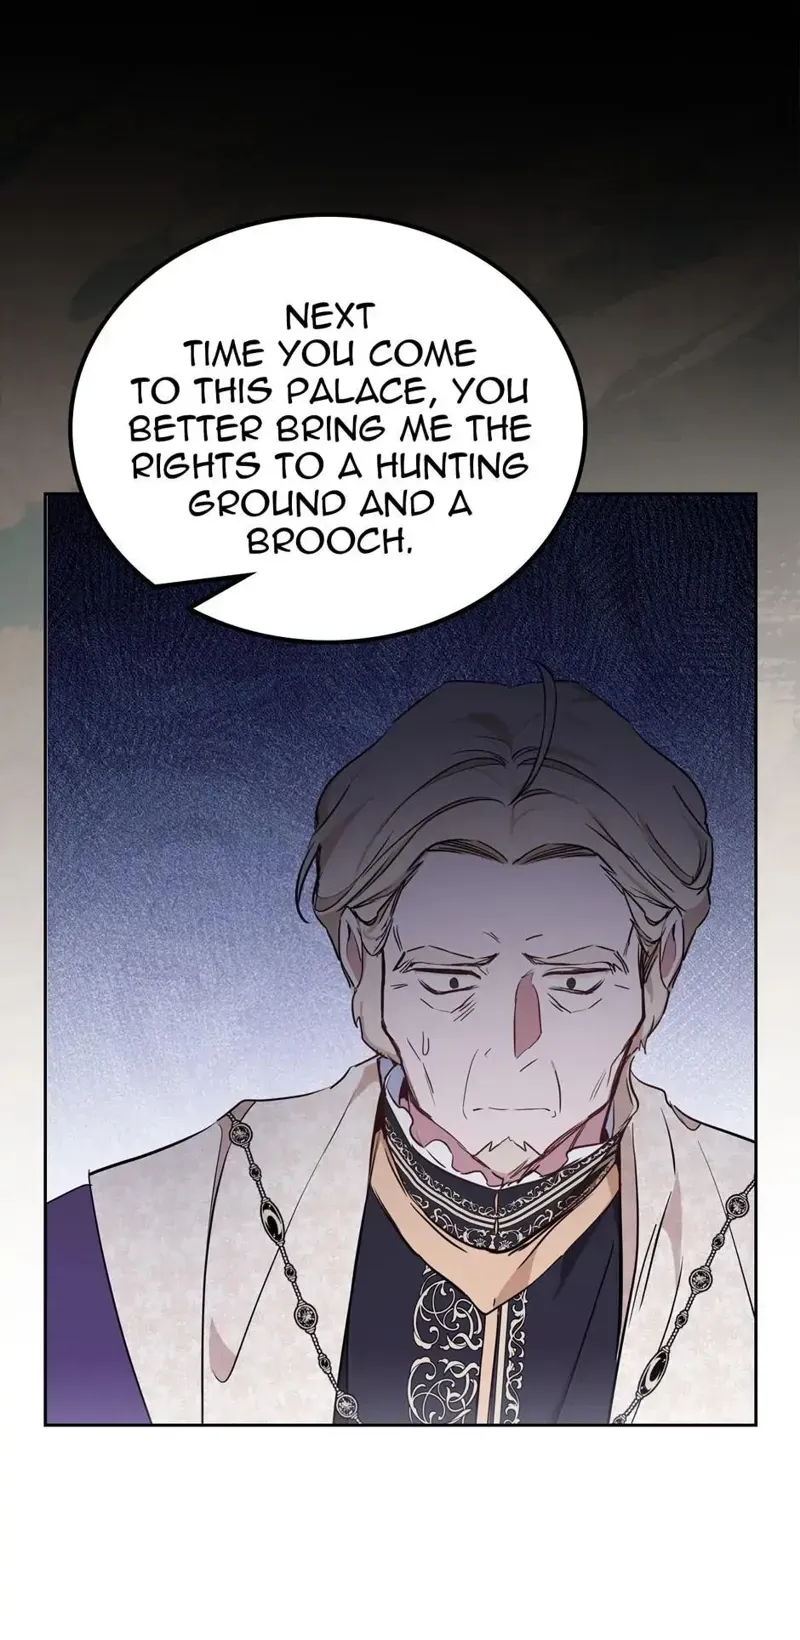 NEXT
TIME YOU COME
TO THIS PALACE, YOU
BETTER BRING ME THE
RIGHTS TO A HUNTING
GROUND AND A
BROOCH.